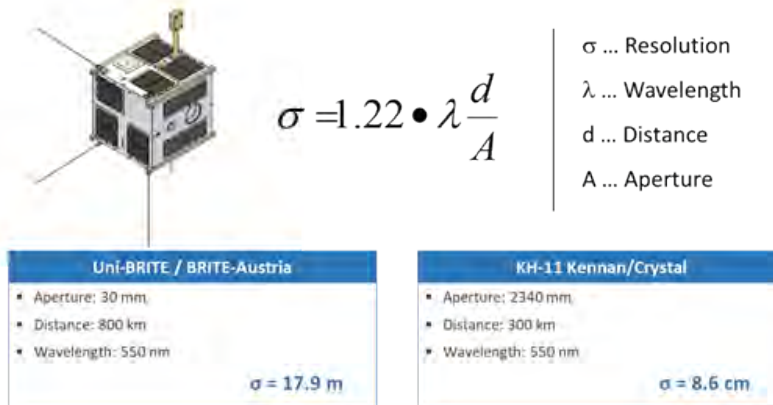 σ =1.22 • λ d/A
σ ... Resolution
λ ... Wavelength
d ... Distance
A ... Aperture
Uni-BRITE / BRITE-Austria
▪ Aperture: 30 mm
▪ Distance: 800 km
▪ Wavelength: 550 nm
σ = 17.9 m
KH-11 Kennan/Crystal
▪ Aperture: 2340 mm
▪ Distance: 300 km
▪ Wavelength: 550 nm
σ = 8.6 cm